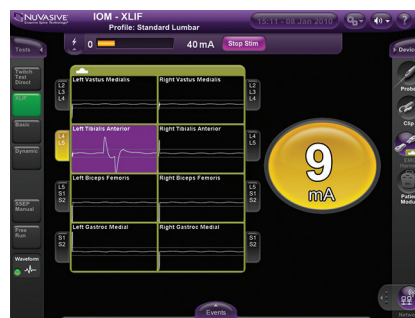 NUVASIVE
IOM - XLIF
Profile: Standard Lumbar
15:11 - 08 Jan 2010
Tests
0
40 mA
Stop Stim
Device
Twitch
Test
Direct
XLIF
Basic
Dynamic
SSEP
Manual
Free
Run
Waveform
L2
L3
L4
Left Vastus Medialis
Right Vastus Medialis
L2
L3
L4
L4
L5
Left Tibialis Anterior
Right Tibialis Anterior
L4
L5
L5
S1
S2
Left Biceps Femoris
Right Biceps Femoris
L5
S1
S2
S1
S2
Left Gastroc Medial
Right Gastroc Medial
S1
S2
9
mA
Probe
Clip
EMG
Patie
Modu
Events
Network